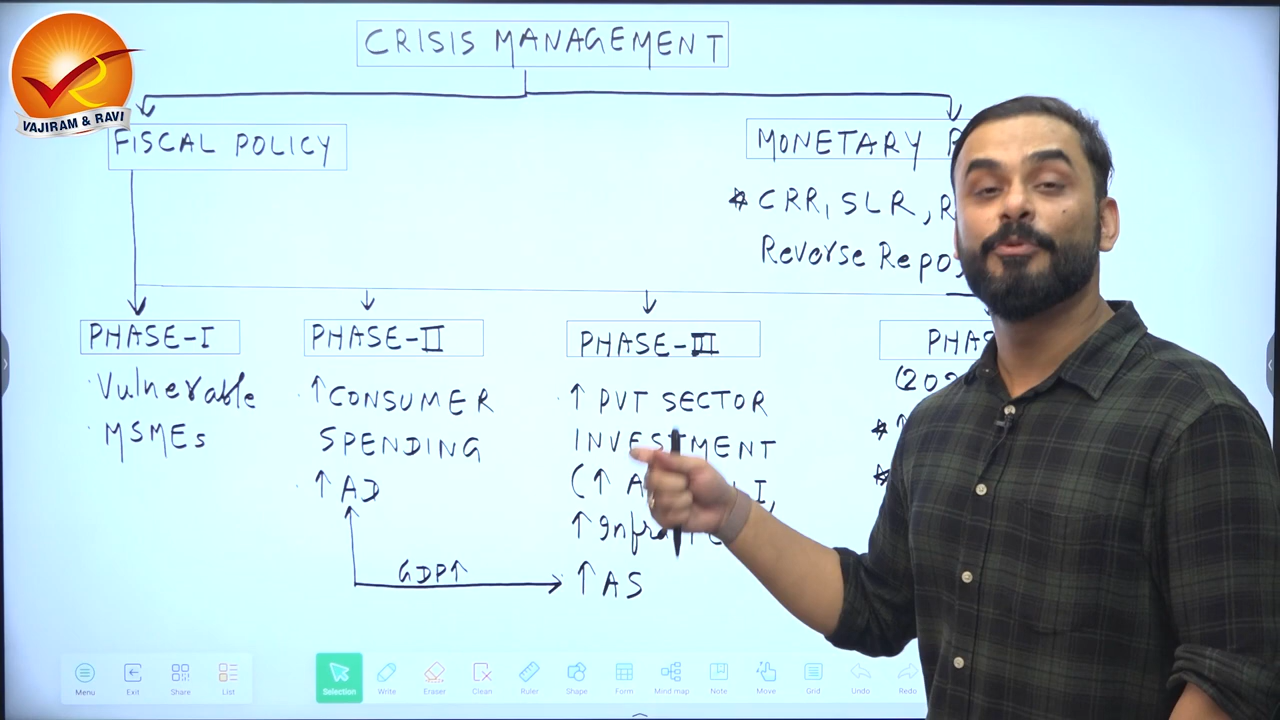 VAJIRAM & RAVI
CRISIS MANAGEMENT
FISCAL POLICY
MONETARY
* CRR, SLR,
Reverse Repo
PHASE-I
Vulnerable
MSMEs
PHASE-II
↑ CONSUMER
SPENDING
↑ AD
GDP↑
PHASE-III
↑ PVT SECTOR
INVESTMENT
↑ AS
Menu
Exit
Share
List
Selection
Write
Eraser
Clean
Ruler
Shape
Form
Mind map
Note
Move
Grid
Undo
Redo